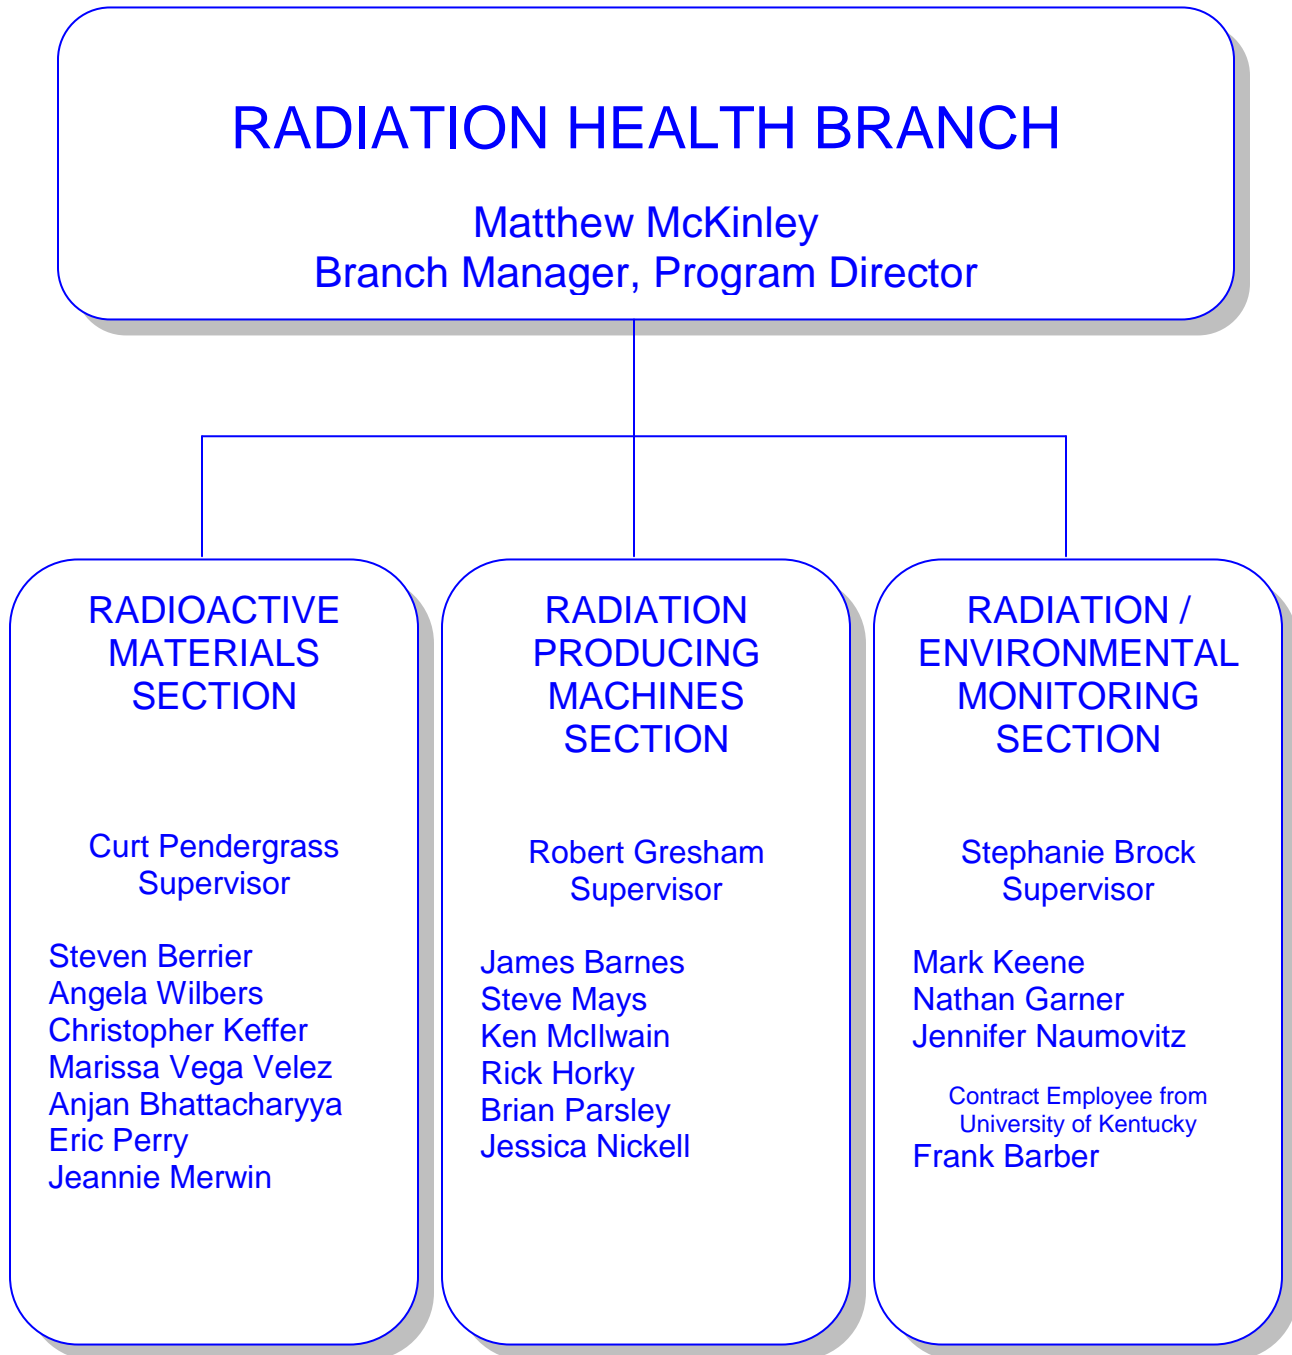 RADIATION HEALTH BRANCH
Matthew McKinley
Branch Manager, Program Director
RADIOACTIVE
MATERIALS
SECTION
Curt Pendergrass
Supervisor
Steven Berrier
Angela Wilbers
Christopher Keffer
Marissa Vega Velez
Anjan Bhattacharyya
Eric Perry
Jeannie Merwin
RADIATION
PRODUCING
MACHINES
SECTION
Robert Gresham
Supervisor
James Barnes
Steve Mays
Ken McIlwain
Rick Horky
Brian Parsley
Jessica Nickell
RADIATION /
ENVIRONMENTAL
MONITORING
SECTION
Stephanie Brock
Supervisor
Mark Keene
Nathan Garner
Jennifer Naumovitz
Contract Employee from
University of Kentucky
Frank Barber